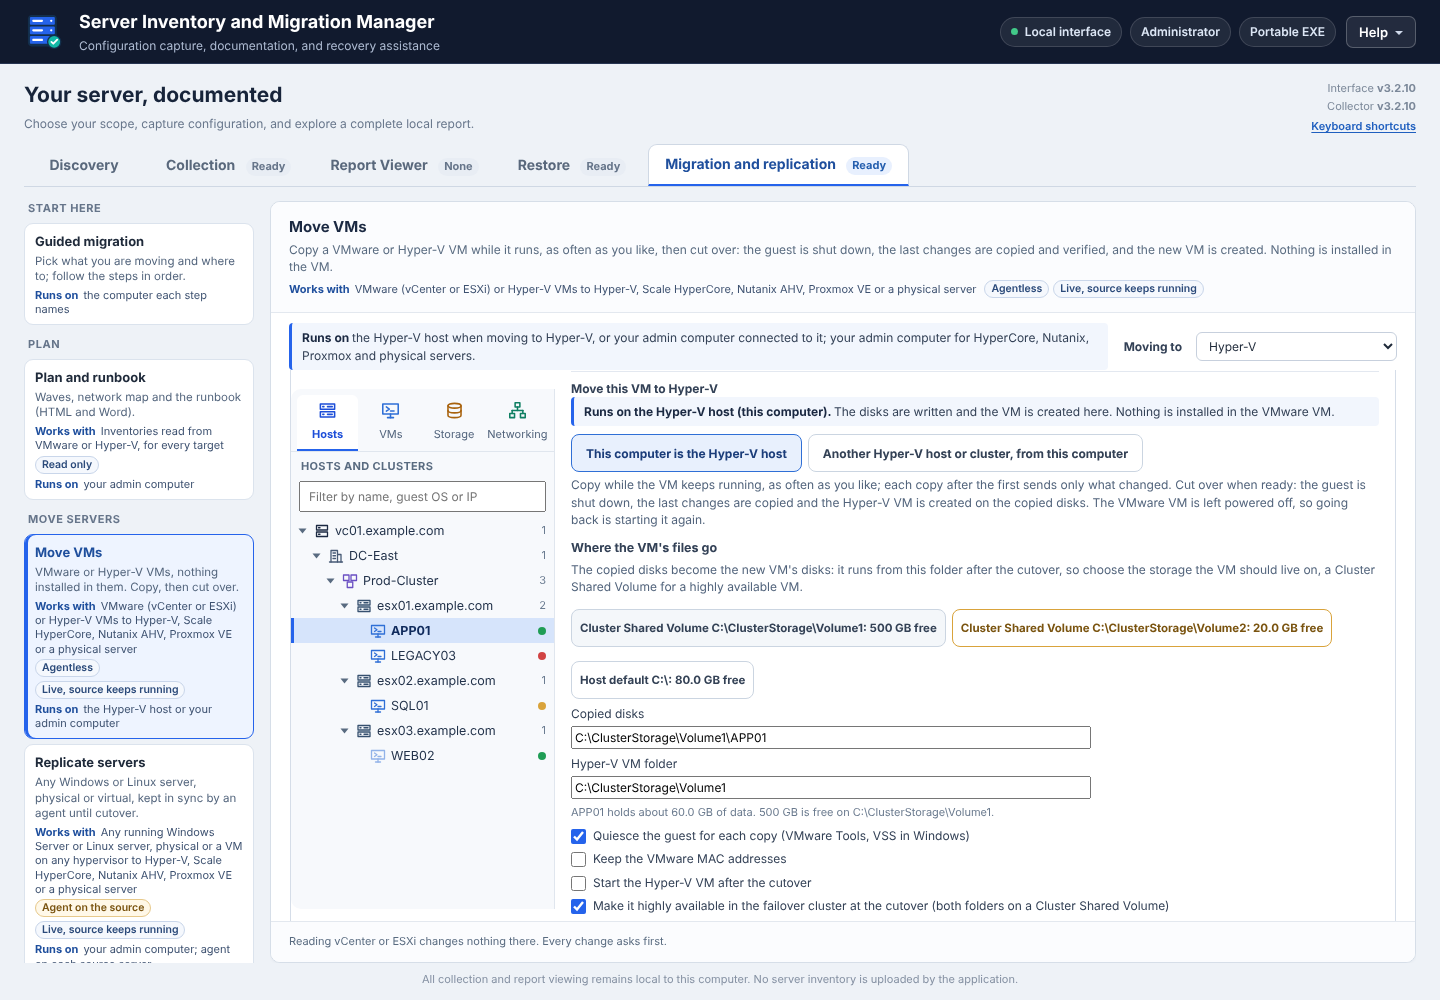 Server Inventory and Migration Manager
Configuration capture, documentation, and recovery assistance
Local interface
Administrator
Portable EXE
Help
Your server, documented
Choose your scope, capture configuration, and explore a complete local report.
Interface v3.2.10
Collector v3.2.10
Keyboard shortcuts
Discovery
Collection Ready
Report Viewer None
Restore Ready
Migration and replication Ready
START HERE
Guided migration
Pick what you are moving and where
to; follow the steps in order.
Runs on the computer each step
names
PLAN
Plan and runbook
Waves, network map and the runbook
(HTML and Word).
Works with Inventories read from
VMware or Hyper-V, for every target
Read only
Runs on your admin computer
MOVE SERVERS
Move VMs
VMware or Hyper-V VMs, nothing
installed in them. Copy, then cut over.
Works with VMware (vCenter or ESXi)
or Hyper-V VMs to Hyper-V, Scale
HyperCore, Nutanix AHV, Proxmox VE
or a physical server
Agentless
Live, source keeps running
Runs on the Hyper-V host or your
admin computer
Replicate servers
Any Windows or Linux server,
physical or virtual, kept in sync by an
agent until cutover.
Works with Any running Windows
Server or Linux server, physical or a VM
on any hypervisor to Hyper-V, Scale
HyperCore, Nutanix AHV, Proxmox VE
or a physical server
Agent on the source
Live, source keeps running
Runs on your admin computer; agent
Move VMs
Copy a VMware or Hyper-V VM while it runs, as often as you like, then cut over: the guest is shut down, the last changes are copied and verified, and the new VM is created. Nothing is installed in
the VM.
Works with VMware (vCenter or ESXi) or Hyper-V VMs to Hyper-V, Scale HyperCore, Nutanix AHV, Proxmox VE or a physical server Agentless Live, source keeps running
Runs on the Hyper-V host when moving to Hyper-V, or your admin computer connected to it; your admin computer for HyperCore, Nutanix,
Proxmox and physical servers.
Moving to Hyper-V
Hosts
VMs
Storage
Networking
HOSTS AND CLUSTERS
Filter by name, guest OS or IP
vc01.example.com 1
DC-East 1
Prod-Cluster 3
esx01.example.com 2
APP01
LEGACY03
esx02.example.com 1
SQL01
esx03.example.com 1
WEB02
Move this VM to Hyper-V
Runs on the Hyper-V host (this computer). The disks are written and the VM is created here. Nothing is installed in the VMware VM.
This computer is the Hyper-V host
Another Hyper-V host or cluster, from this computer
Copy while the VM keeps running, as often as you like; each copy after the first sends only what changed. Cut over when ready: the guest is
shut down, the last changes are copied and the Hyper-V VM is created on the copied disks. The VMware VM is left powered off, so going
back is starting it again.
Where the VM's files go
The copied disks become the new VM's disks: it runs from this folder after the cutover, so choose the storage the VM should live on, a Cluster
Shared Volume for a highly available VM.
Cluster Shared Volume C:\ClusterStorage\Volume1: 500 GB free
Cluster Shared Volume C:\ClusterStorage\Volume2: 20.0 GB free
Host default C:\: 80.0 GB free
Copied disks
C:\ClusterStorage\Volume1\APP01
Hyper-V VM folder
C:\ClusterStorage\Volume1
APP01 holds about 60.0 GB of data. 500 GB is free on C:\ClusterStorage\Volume1.
Quiesce the guest for each copy (VMware Tools, VSS in Windows)
Keep the VMware MAC addresses
Start the Hyper-V VM after the cutover
Make it highly available in the failover cluster at the cutover (both folders on a Cluster Shared Volume)
Reading vCenter or ESXi changes nothing there. Every change asks first.
All collection and report viewing remains local to this computer. No server inventory is uploaded by the application.